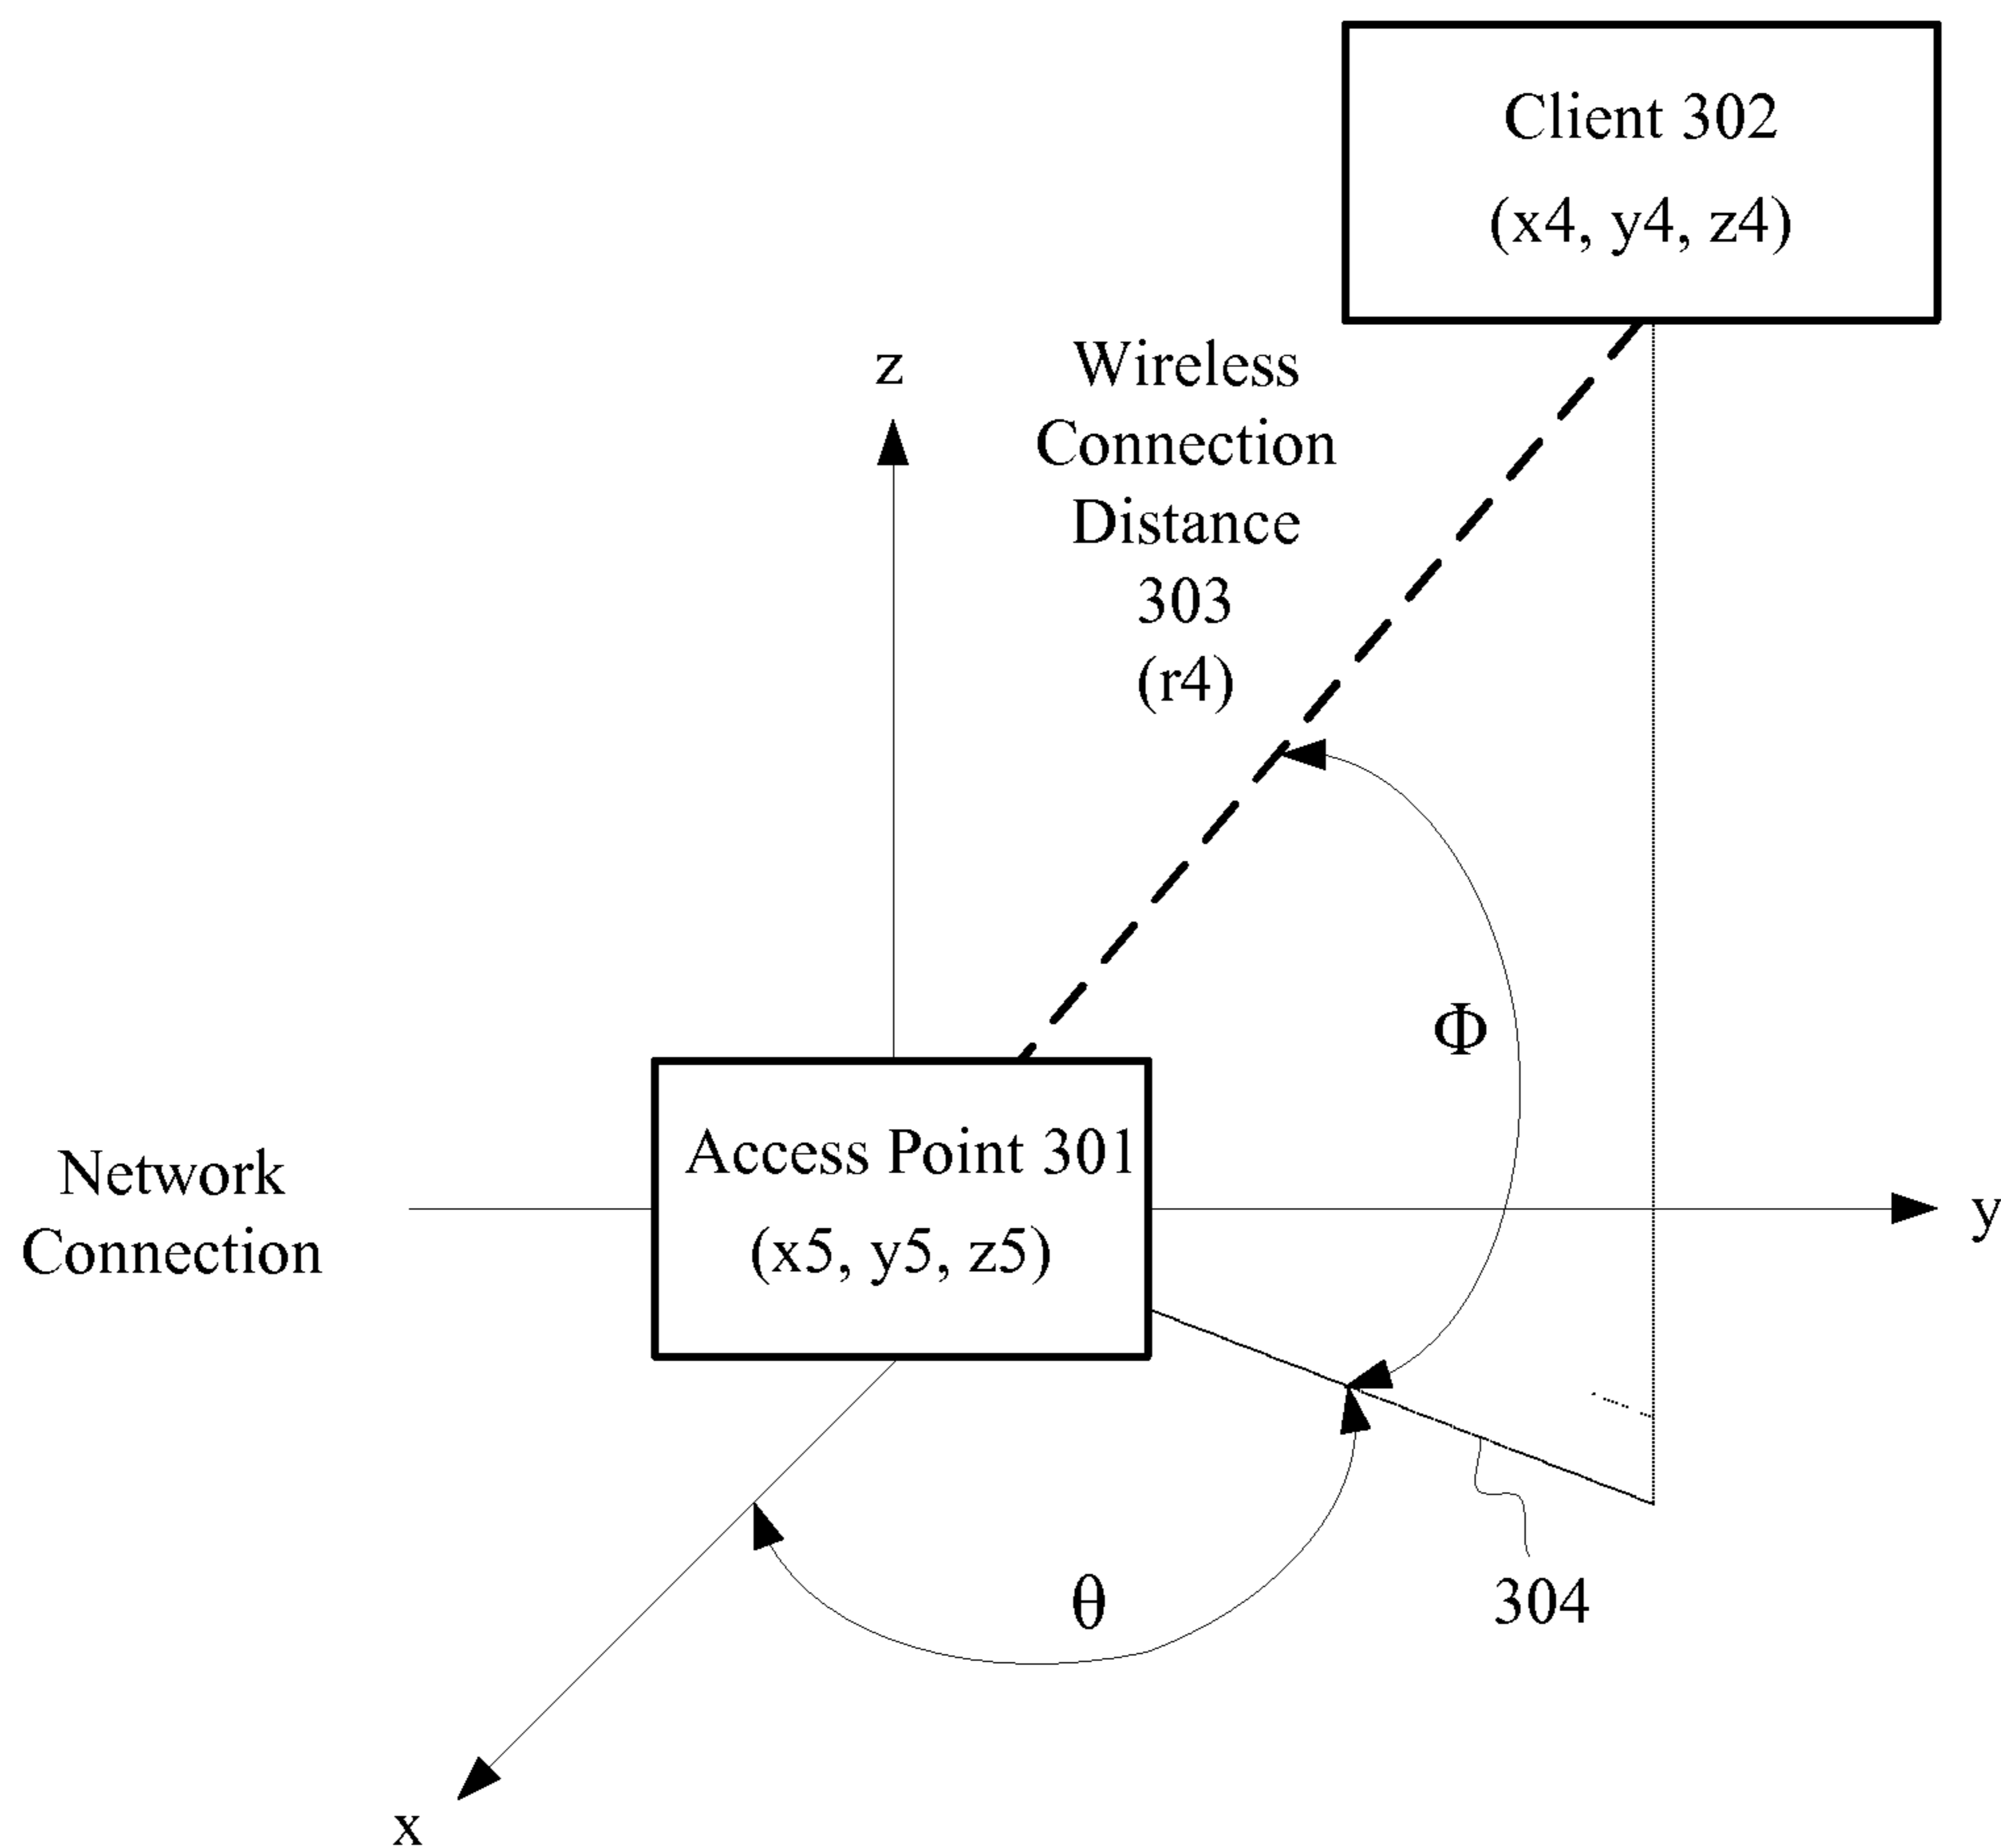 Client 302
(x4, y4, z4)
z
Wireless
Connection
Distance
303
(r4)
Φ
Access Point 301
(x5, y5, z5)
Network
Connection
y
θ
304
x